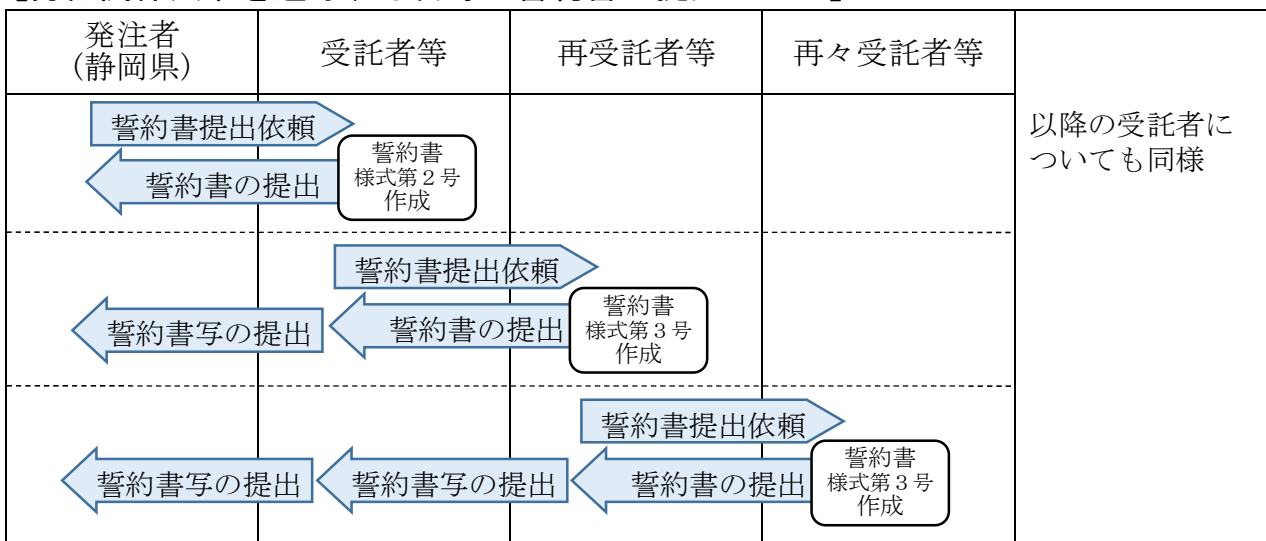 発注者
(静岡県)
受託者等
再受託者等
再々受託者等
以降の受託者に
ついても同様
誓約書提出依頼
誓約書の提出
誓約書
様式第２号
作成
誓約書提出依頼
誓約書写の提出
誓約書の提出
誓約書
様式第３号
作成
誓約書提出依頼
誓約書写の提出
誓約書写の提出
誓約書の提出
誓約書
様式第３号
作成